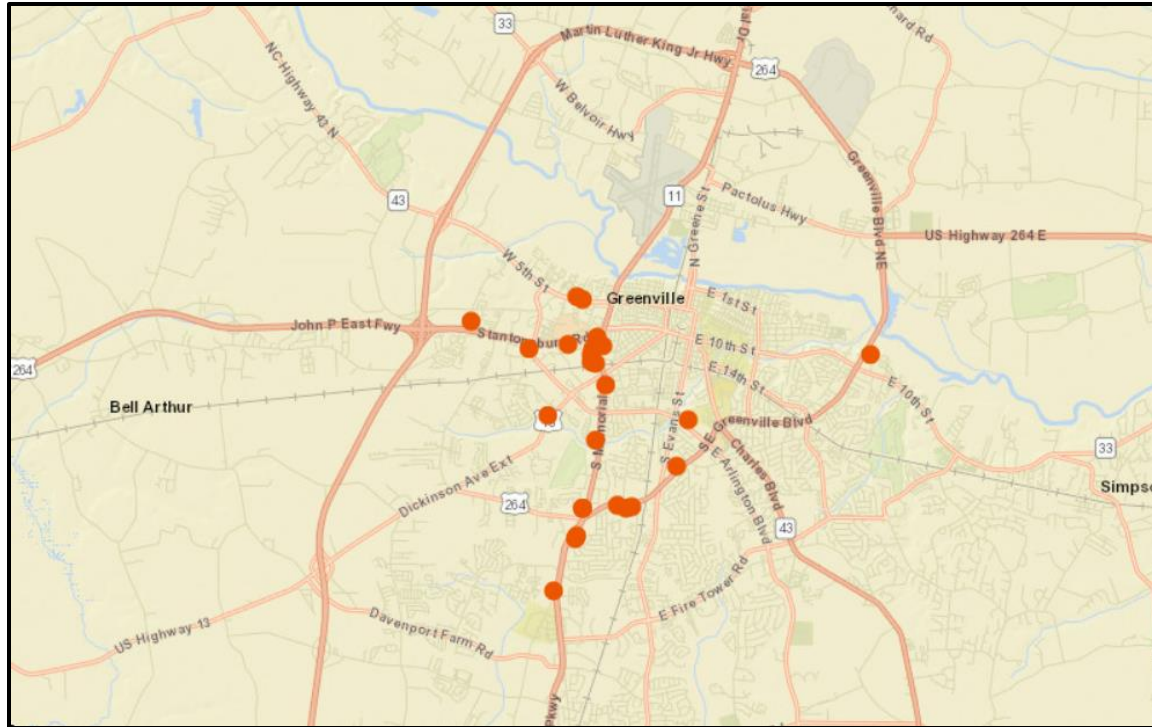 33
Martin Luther King Jr Hwy
264
NC Highway 43 N
W Belvoir Hwy
43
11
Pactolus Hwy
Greenville Blvd NE
US Highway 264 E
N Greene St
W 5th St
Greenville
E 1st St
John P East Fwy
264
E 10th St
E 14th St
E 10th St
Bell Arthur
S Memorial
S Evans St
SE Greenville Blvd
Charles Blvd
E Arlington Blvd
33
Dickinson Ave Ext
264
43
E Fire Tower Rd
US Highway 13
Davenport Farm Rd
Pkwy